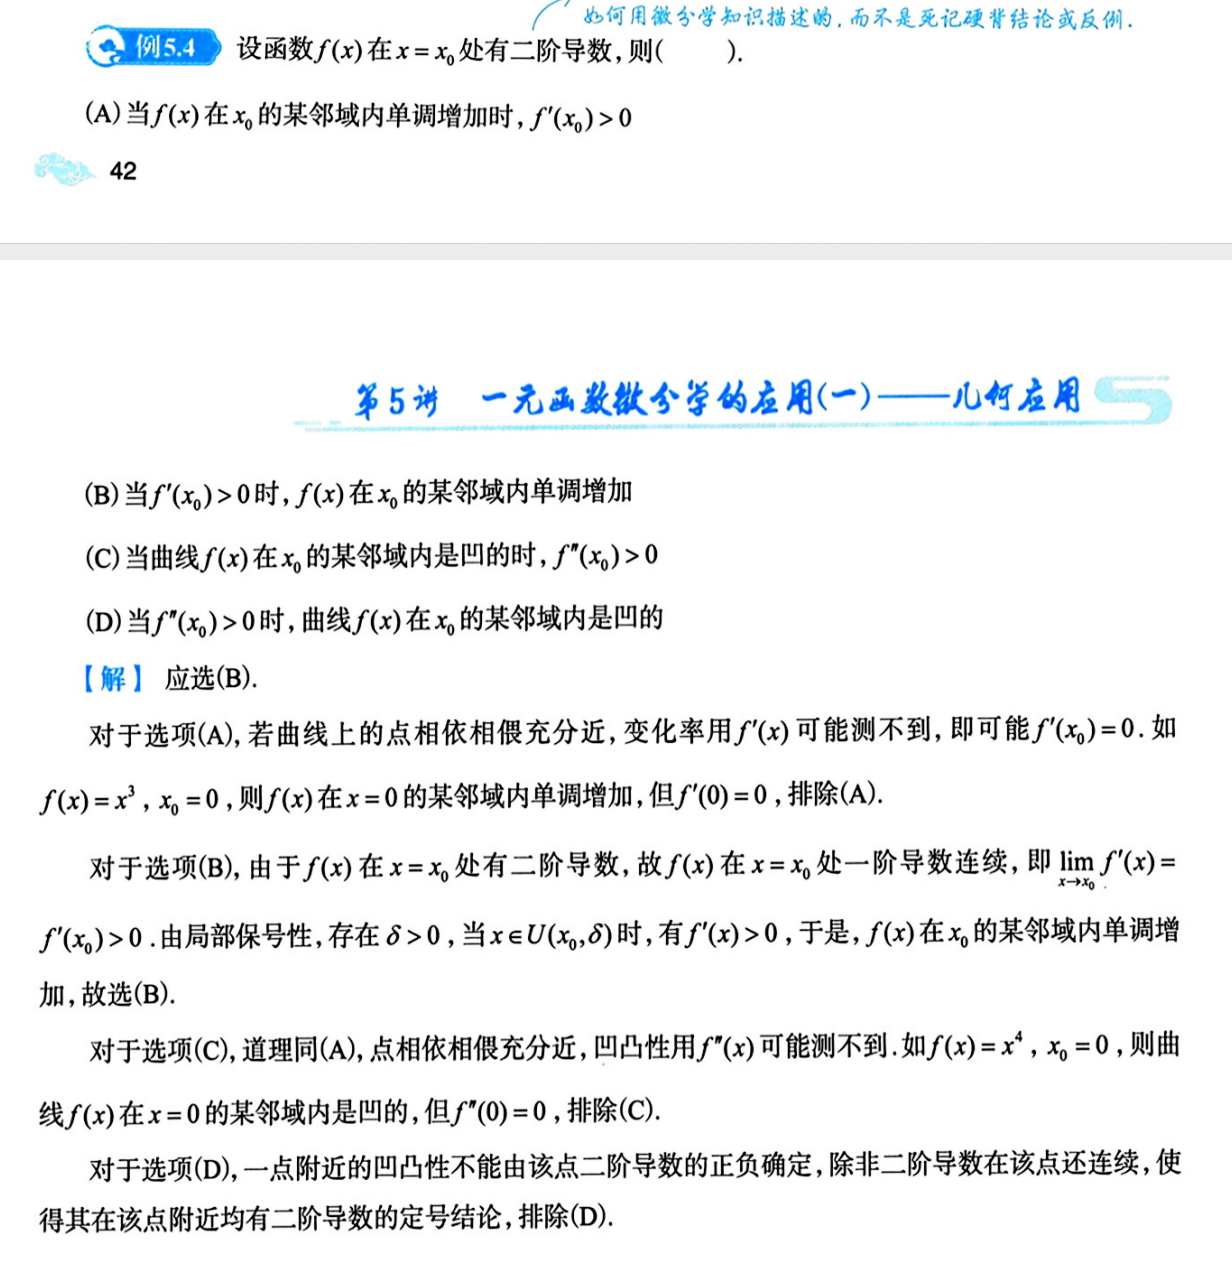 如何用微分学知识描述的,而不是死记硬背结论或反例.
例5.4 设函数f(x)在x=x₀处有二阶导数,则( ).
(A)当f(x)在x₀的某邻域内单调增加时,f′(x₀)>0
42
第5讲 一元函数微分学的应用(一)——几何应用
(B)当f′(x₀)>0时,f(x)在x₀的某邻域内单调增加
(C)当曲线f(x)在x₀的某邻域内是凹的时,f″(x₀)>0
(D)当f″(x₀)>0时,曲线f(x)在x₀的某邻域内是凹的
【解】 应选(B).
对于选项(A),若曲线上的点相依相偎充分近,变化率用f′(x)可能测不到,即可能f′(x₀)=0.如
f(x)=x³,x₀=0,则f(x)在x=0的某邻域内单调增加,但f′(0)=0,排除(A).
对于选项(B),由于f(x)在x=x₀处有二阶导数,故f(x)在x=x₀处一阶导数连续,即 lim f′(x)=
x→x₀
f′(x₀)>0.由局部保号性,存在δ>0,当x∈U(x₀,δ)时,有f′(x)>0,于是,f(x)在x₀的某邻域内单调增
加,故选(B).
对于选项(C),道理同(A),点相依相偎充分近,凹凸性用f″(x)可能测不到.如f(x)=x⁴,x₀=0,则曲
线f(x)在x=0的某邻域内是凹的,但f″(0)=0,排除(C).
对于选项(D),一点附近的凹凸性不能由该点二阶导数的正负确定,除非二阶导数在该点还连续,使
得其在该点附近均有二阶导数的定号结论,排除(D).